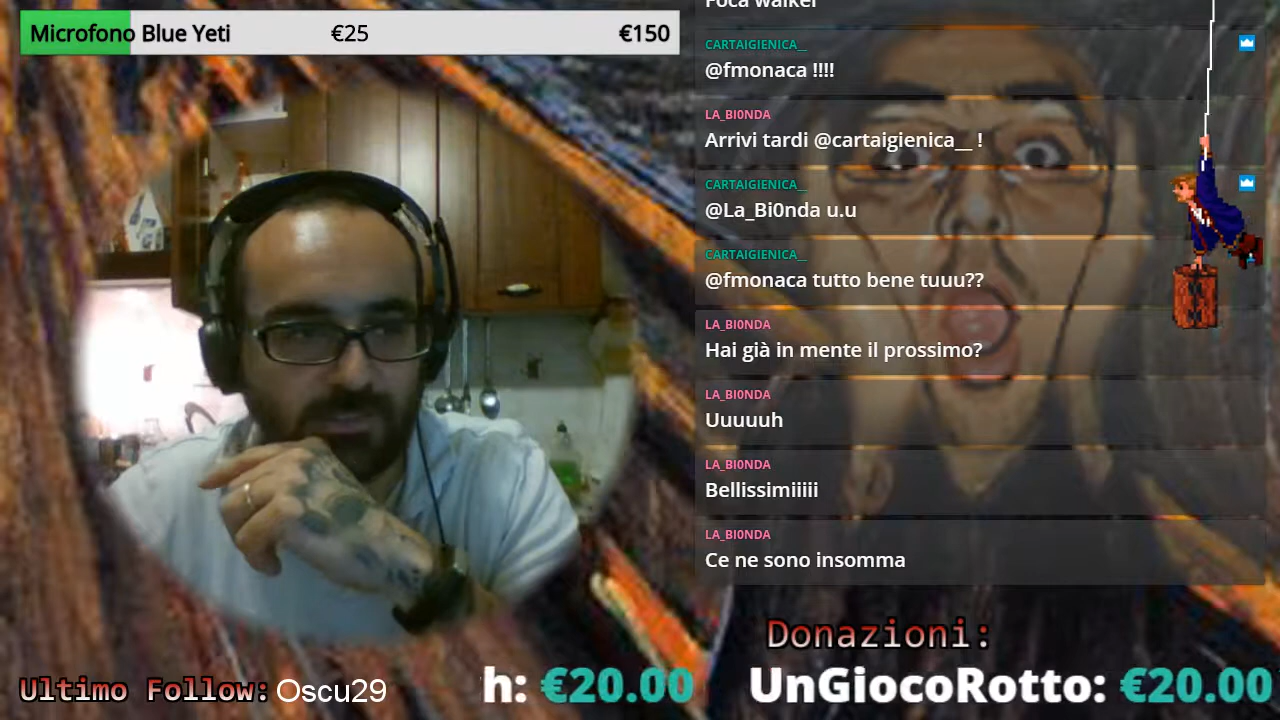 Microfono Blue Yeti €25 €150
Foca walker
CARTAIGIENICA__
@fmonaca !!!!
LA_BI0NDA
Arrivi tardi @cartaigienica__ !
CARTAIGIENICA__
@La_Bi0nda u.u
CARTAIGIENICA__
@fmonaca tutto bene tuuu??
LA_BI0NDA
Hai già in mente il prossimo?
LA_BI0NDA
Uuuuuh
LA_BI0NDA
Bellissimiiiii
LA_BI0NDA
Ce ne sono insomma
Donazioni:
Ultimo Follow: Oscu29
h: €20.00 UnGiocoRotto: €20.00